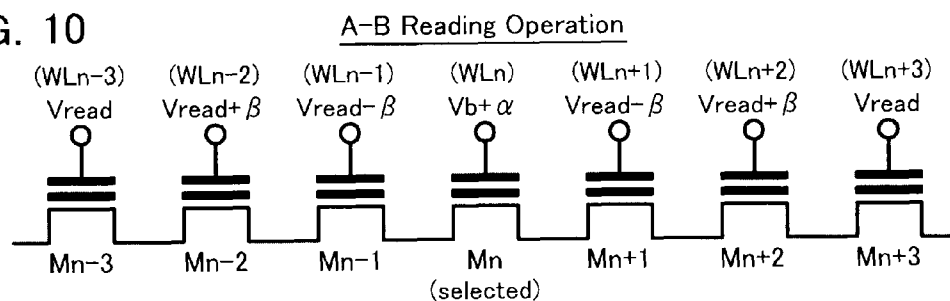 G. 10
A-B Reading Operation
(WLn-3) (WLn-2) (WLn-1) (WLn) (WLn+1) (WLn+2) (WLn+3)
Vread Vread+β Vread-β Vb+α Vread-β Vread+β Vread
Mn-3 Mn-2 Mn-1 Mn Mn+1 Mn+2 Mn+3
(selected)